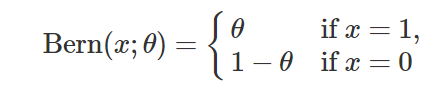 Bern(x; θ) = { θ if x = 1,
1 − θ if x = 0